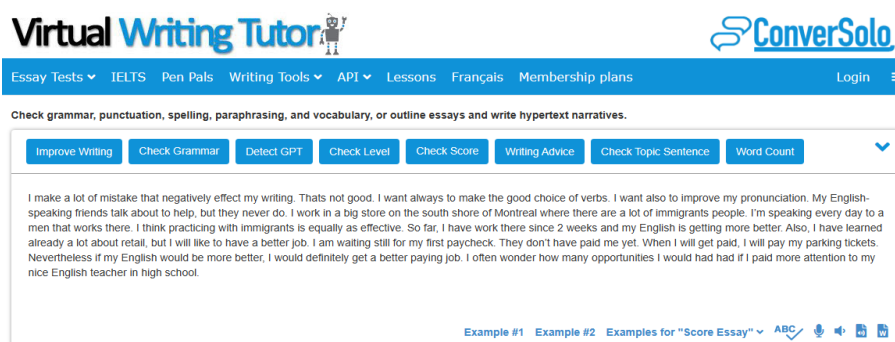 Virtual Writing Tutor
ConverSolo
Essay Tests IELTS Pen Pals Writing Tools API Lessons Français Membership plans Login
Check grammar, punctuation, spelling, paraphrasing, and vocabulary, or outline essays and write hypertext narratives.
Improve Writing Check Grammar Detect GPT Check Level Check Score Writing Advice Check Topic Sentence Word Count
I make a lot of mistake that negatively effect my writing. Thats not good. I want always to make the good choice of verbs. I want also to improve my pronunciation. My English-
speaking friends talk about to help, but they never do. I work in a big store on the south shore of Montreal where there are a lot of immigrants people. I'm speaking every day to a
men that works there. I think practicing with immigrants is equally as effective. So far, I have work there since 2 weeks and my English is getting more better. Also, I have learned
already a lot about retail, but I will like to have a better job. I am waiting still for my first paycheck. They don't have paid me yet. When I will get paid, I will pay my parking tickets.
Nevertheless if my English would be more better, I would definitely get a better paying job. I often wonder how many opportunities I would had had if I paid more attention to my
nice English teacher in high school.
Example #1 Example #2 Examples for "Score Essay" ABC